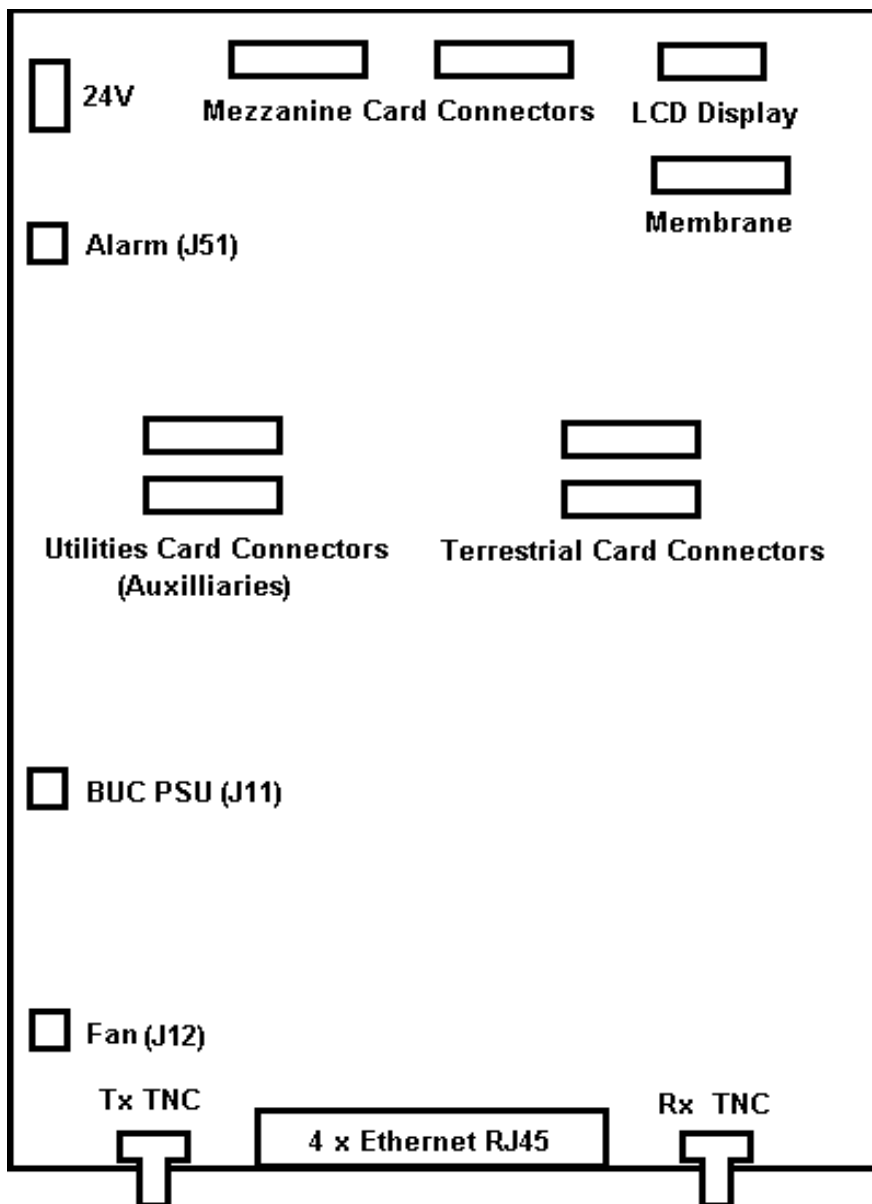 24V
Mezzanine Card Connectors
LCD Display
Membrane
Alarm (J51)
Utilities Card Connectors
(Auxilliaries)
Terrestrial Card Connectors
BUC PSU (J11)
Fan (J12)
Tx TNC
4 x Ethernet RJ45
Rx TNC